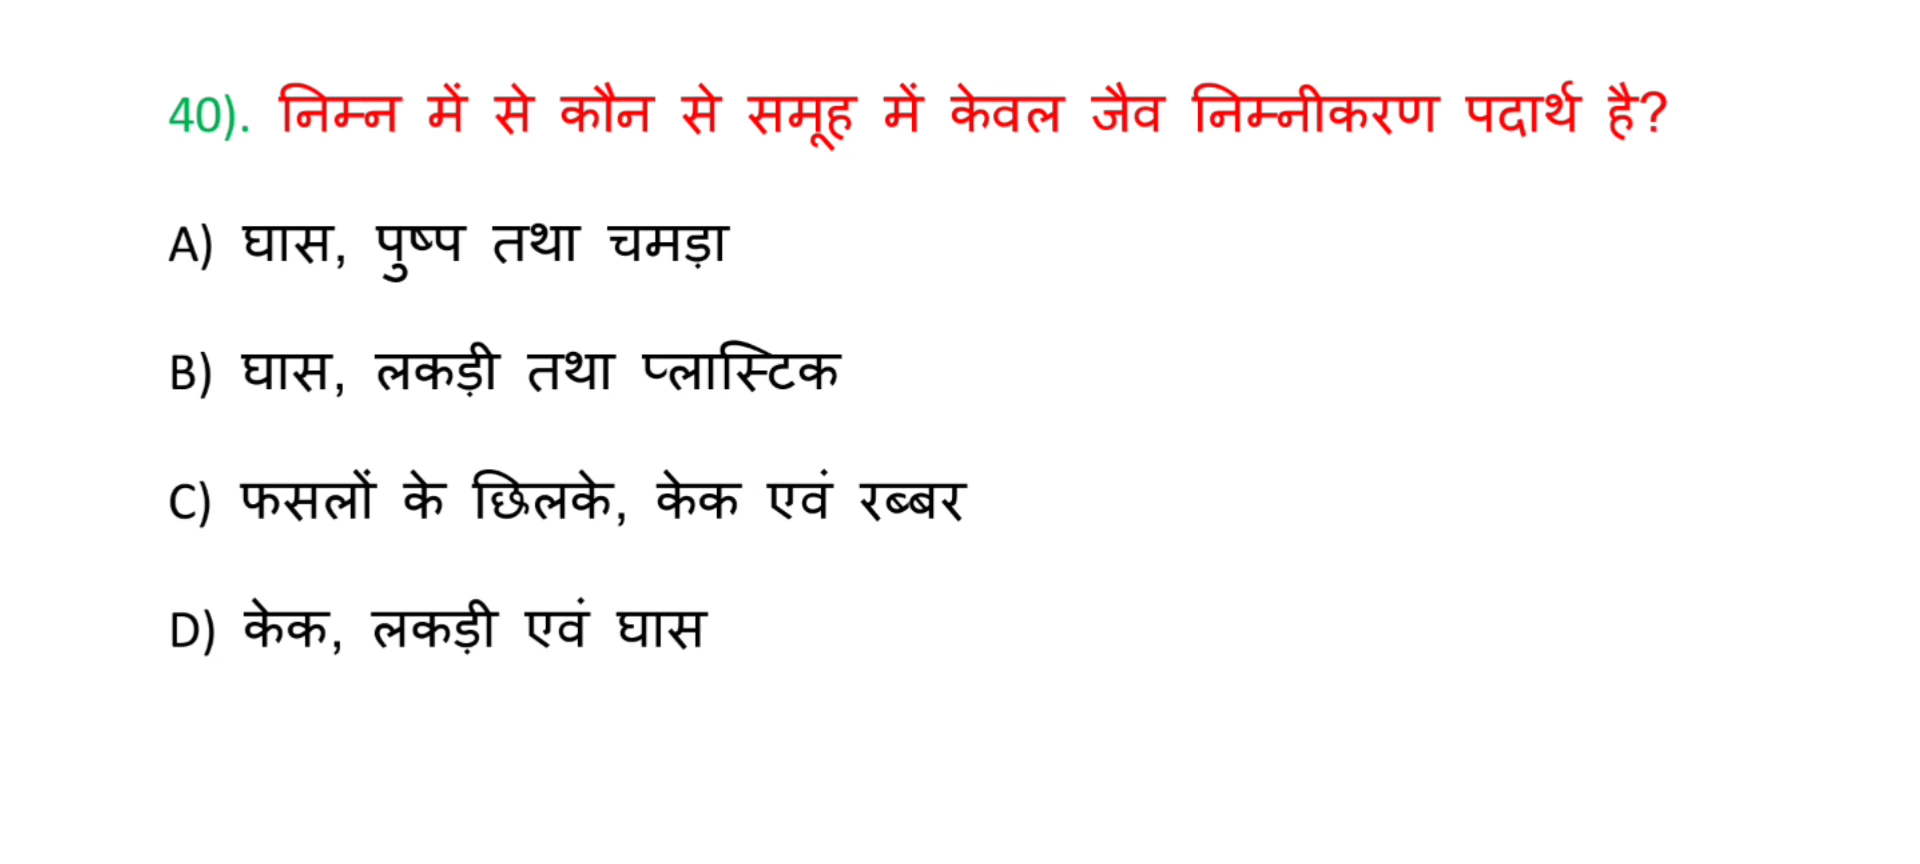 40). निम्न में से कौन से समूह में केवल जैव निम्नीकरण पदार्थ है?
A) घास, पुष्प तथा चमड़ा
B) घास, लकड़ी तथा प्लास्टिक
C) फसलों के छिलके, केक एवं रब्बर
D) केक, लकड़ी एवं घास